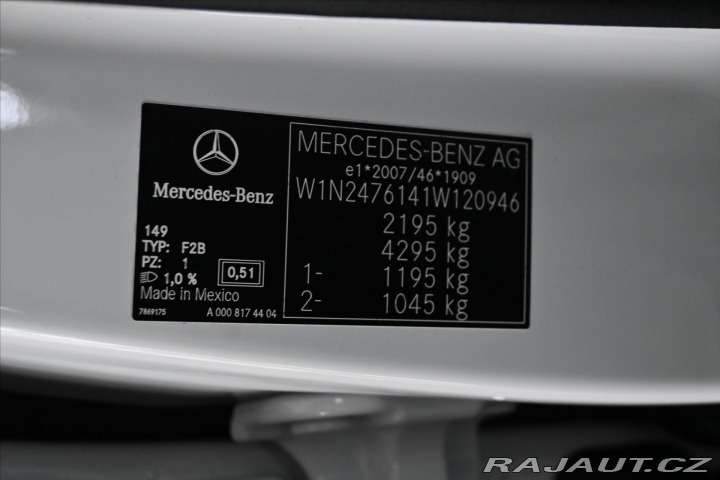 Mercedes-Benz
149
TYP: F2B
PZ: 1
1,0 %
0,51
Made in Mexico
7869175
A 000 817 44 04
MERCEDES-BENZ AG
e1*2007/46*1909
W1N2476141W120946
2195 kg
4295 kg
1- 1195 kg
2- 1045 kg
RAJAUT.CZ